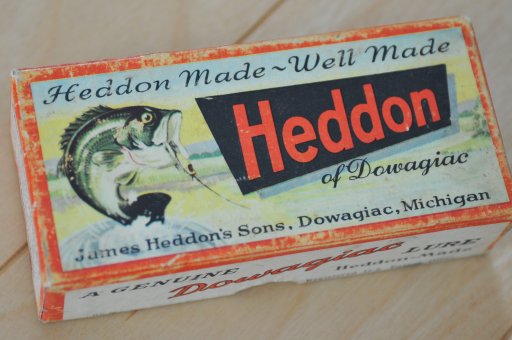 Heddon Made ~ Well Made
Heddon
of Dowagiac
James Heddon's Sons, Dowagiac, Michigan
A GENUINE Dowagiac LURE
Heddon-Made